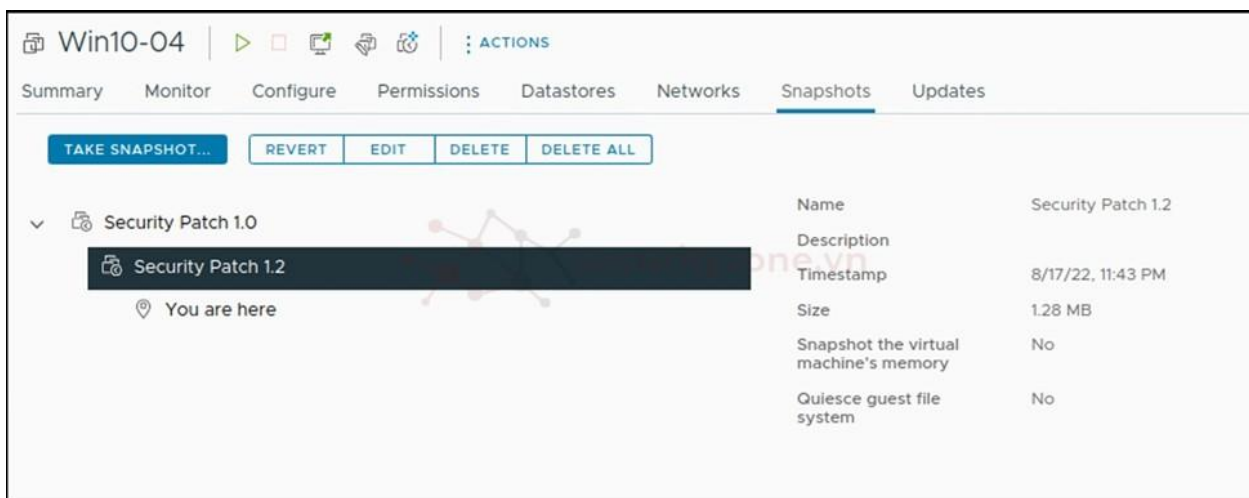 Win10-04
ACTIONS
Summary Monitor Configure Permissions Datastores Networks Snapshots Updates
TAKE SNAPSHOT... REVERT EDIT DELETE DELETE ALL
Security Patch 1.0
Security Patch 1.2
You are here
Name Security Patch 1.2
Description
Timestamp 8/17/22, 11:43 PM
Size 1.28 MB
Snapshot the virtual No
machine's memory
Quiesce guest file No
system